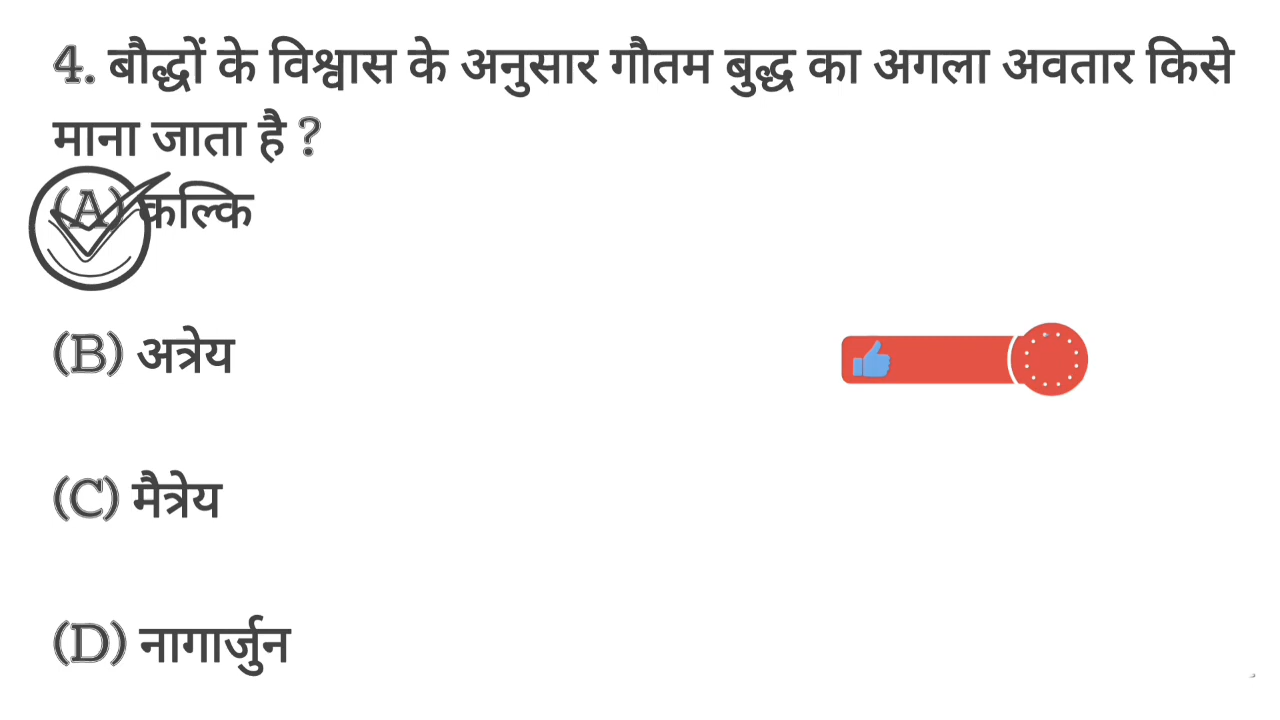 4. बौद्धों के विश्वास के अनुसार गौतम बुद्ध का अगला अवतार किसे
माना जाता है ?
(A) कल्कि
(B) अत्रेय
(C) मैत्रेय
(D) नागार्जुन